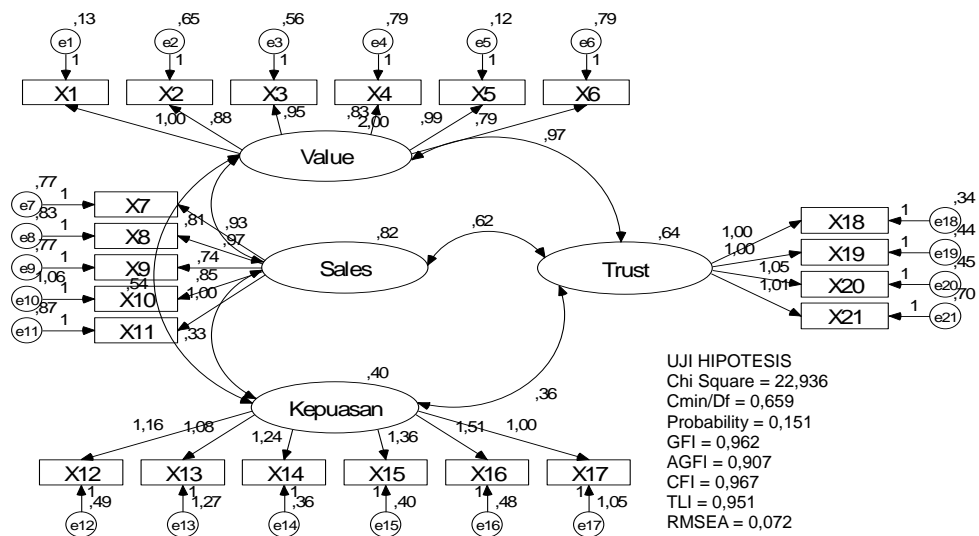 ,13 ,65 ,56 ,79 ,12 ,79
e1 e2 e3 e4 e5 e6
1 1 1 1 1 1
X1 X2 X3 X4 X5 X6
1,00 ,88 ,95 ,83 ,99 ,79
2,00
Value
,97
,77
e7 1 X7
,83
e8 1 X8
,77
e9 1 X9
1,06
e10 1 X10
,87
e11 1 X11
,81 ,93
,97
,74
,85
1,00
,54
,33
,82
Sales
,62
,64
Trust
1,00
1,00
1,05
1,01
X18 1 e18 ,34
X19 1 e19 ,44
X20 1 e20 ,45
X21 1 e21 ,70
,40
Kepuasan
,36
1,16 1,08 1,24 1,36 1,51 1,00
X12 X13 X14 X15 X16 X17
1 1 1 1 1 1
,49 1,27 ,36 ,40 ,48 1,05
e12 e13 e14 e15 e16 e17
UJI HIPOTESIS
Chi Square = 22,936
Cmin/Df = 0,659
Probability = 0,151
GFI = 0,962
AGFI = 0,907
CFI = 0,967
TLI = 0,951
RMSEA = 0,072